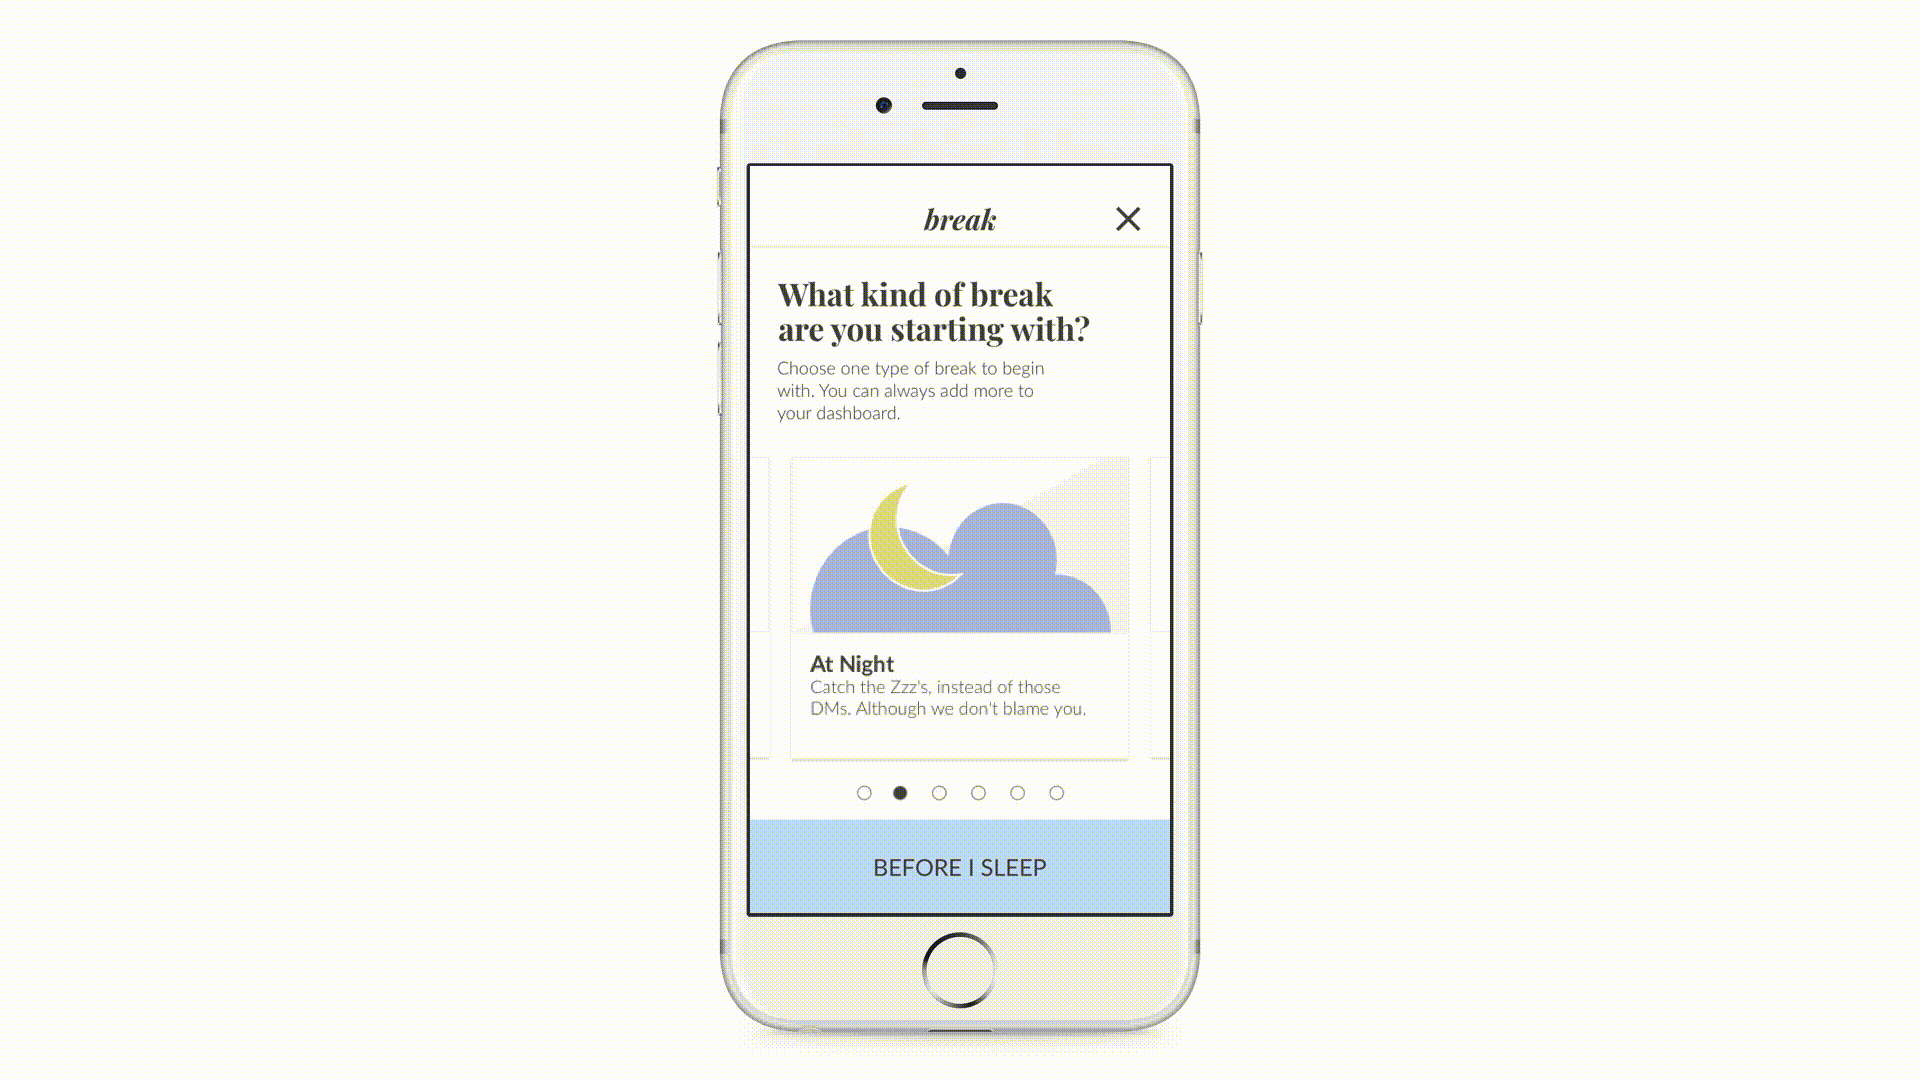 break
What kind of break
are you starting with?
Choose one type of break to begin
with. You can always add more to
your dashboard.
At Night
Catch the Zzz's, instead of those
DMs. Although we don't blame you.
BEFORE I SLEEP